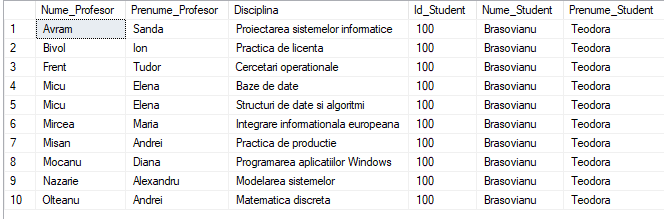 Nume_Profesor Prenume_Profesor Disciplina Id_Student Nume_Student Prenume_Student
1 Avram Sanda Proiectarea sistemelor informatice 100 Brasovianu Teodora
2 Bivol Ion Practica de licenta 100 Brasovianu Teodora
3 Frent Tudor Cercetari operationale 100 Brasovianu Teodora
4 Micu Elena Baze de date 100 Brasovianu Teodora
5 Micu Elena Structuri de date si algoritmi 100 Brasovianu Teodora
6 Mircea Maria Integrare informationala europeana 100 Brasovianu Teodora
7 Misan Andrei Practica de productie 100 Brasovianu Teodora
8 Mocanu Diana Programarea aplicatiilor Windows 100 Brasovianu Teodora
9 Nazarie Alexandru Modelarea sistemelor 100 Brasovianu Teodora
10 Olteanu Andrei Matematica discreta 100 Brasovianu Teodora